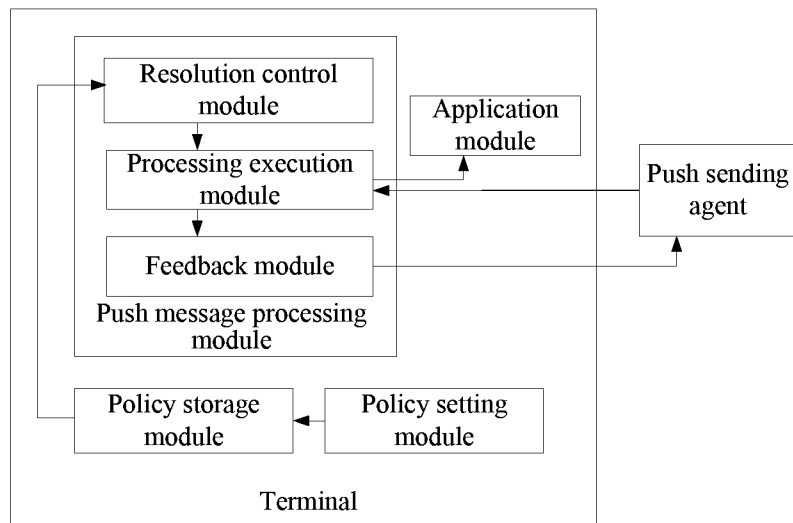 Resolution control
module
Application
module
Processing execution
module
Push sending
agent
Feedback module
Push message processing
module
Policy storage
module
Policy setting
module
Terminal